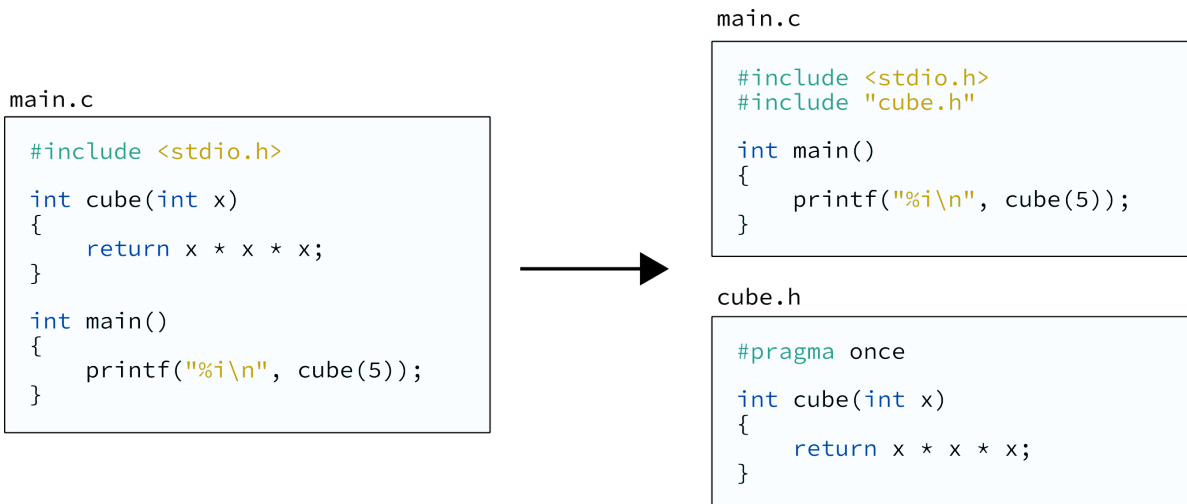 main.c
#include <stdio.h>
int cube(int x)
{
    return x * x * x;
}
int main()
{
    printf("%i\n", cube(5));
}
main.c
#include <stdio.h>
#include "cube.h"
int main()
{
    printf("%i\n", cube(5));
}
cube.h
#pragma once
int cube(int x)
{
    return x * x * x;
}